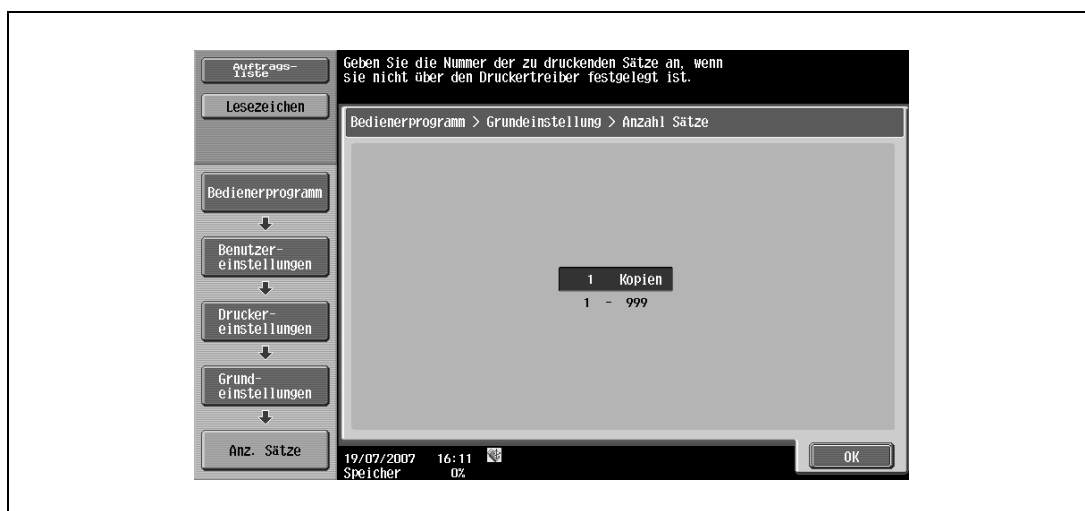 Auftrags-
liste
Lesezeichen
Bedienerprogramm
Benutzer-
einstellungen
Drucker-
einstellungen
Grund-
einstellungen
Anz. Sätze
Geben Sie die Nummer der zu druckenden Sätze an, wenn
sie nicht über den Druckertreiber festgelegt ist.
Bedienerprogramm > Grundeinstellung > Anzahl Sätze
1 Kopien
1 - 999
19/07/2007 16:11
Speicher 0%
OK